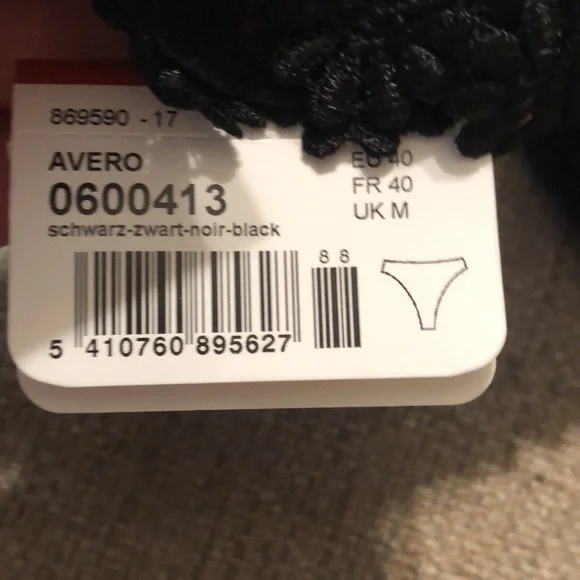 869590 - 17
AVERO
0600413
schwarz-zwart-noir-black
EU 40
FR 40
UK M
8 8
5 410760 895627